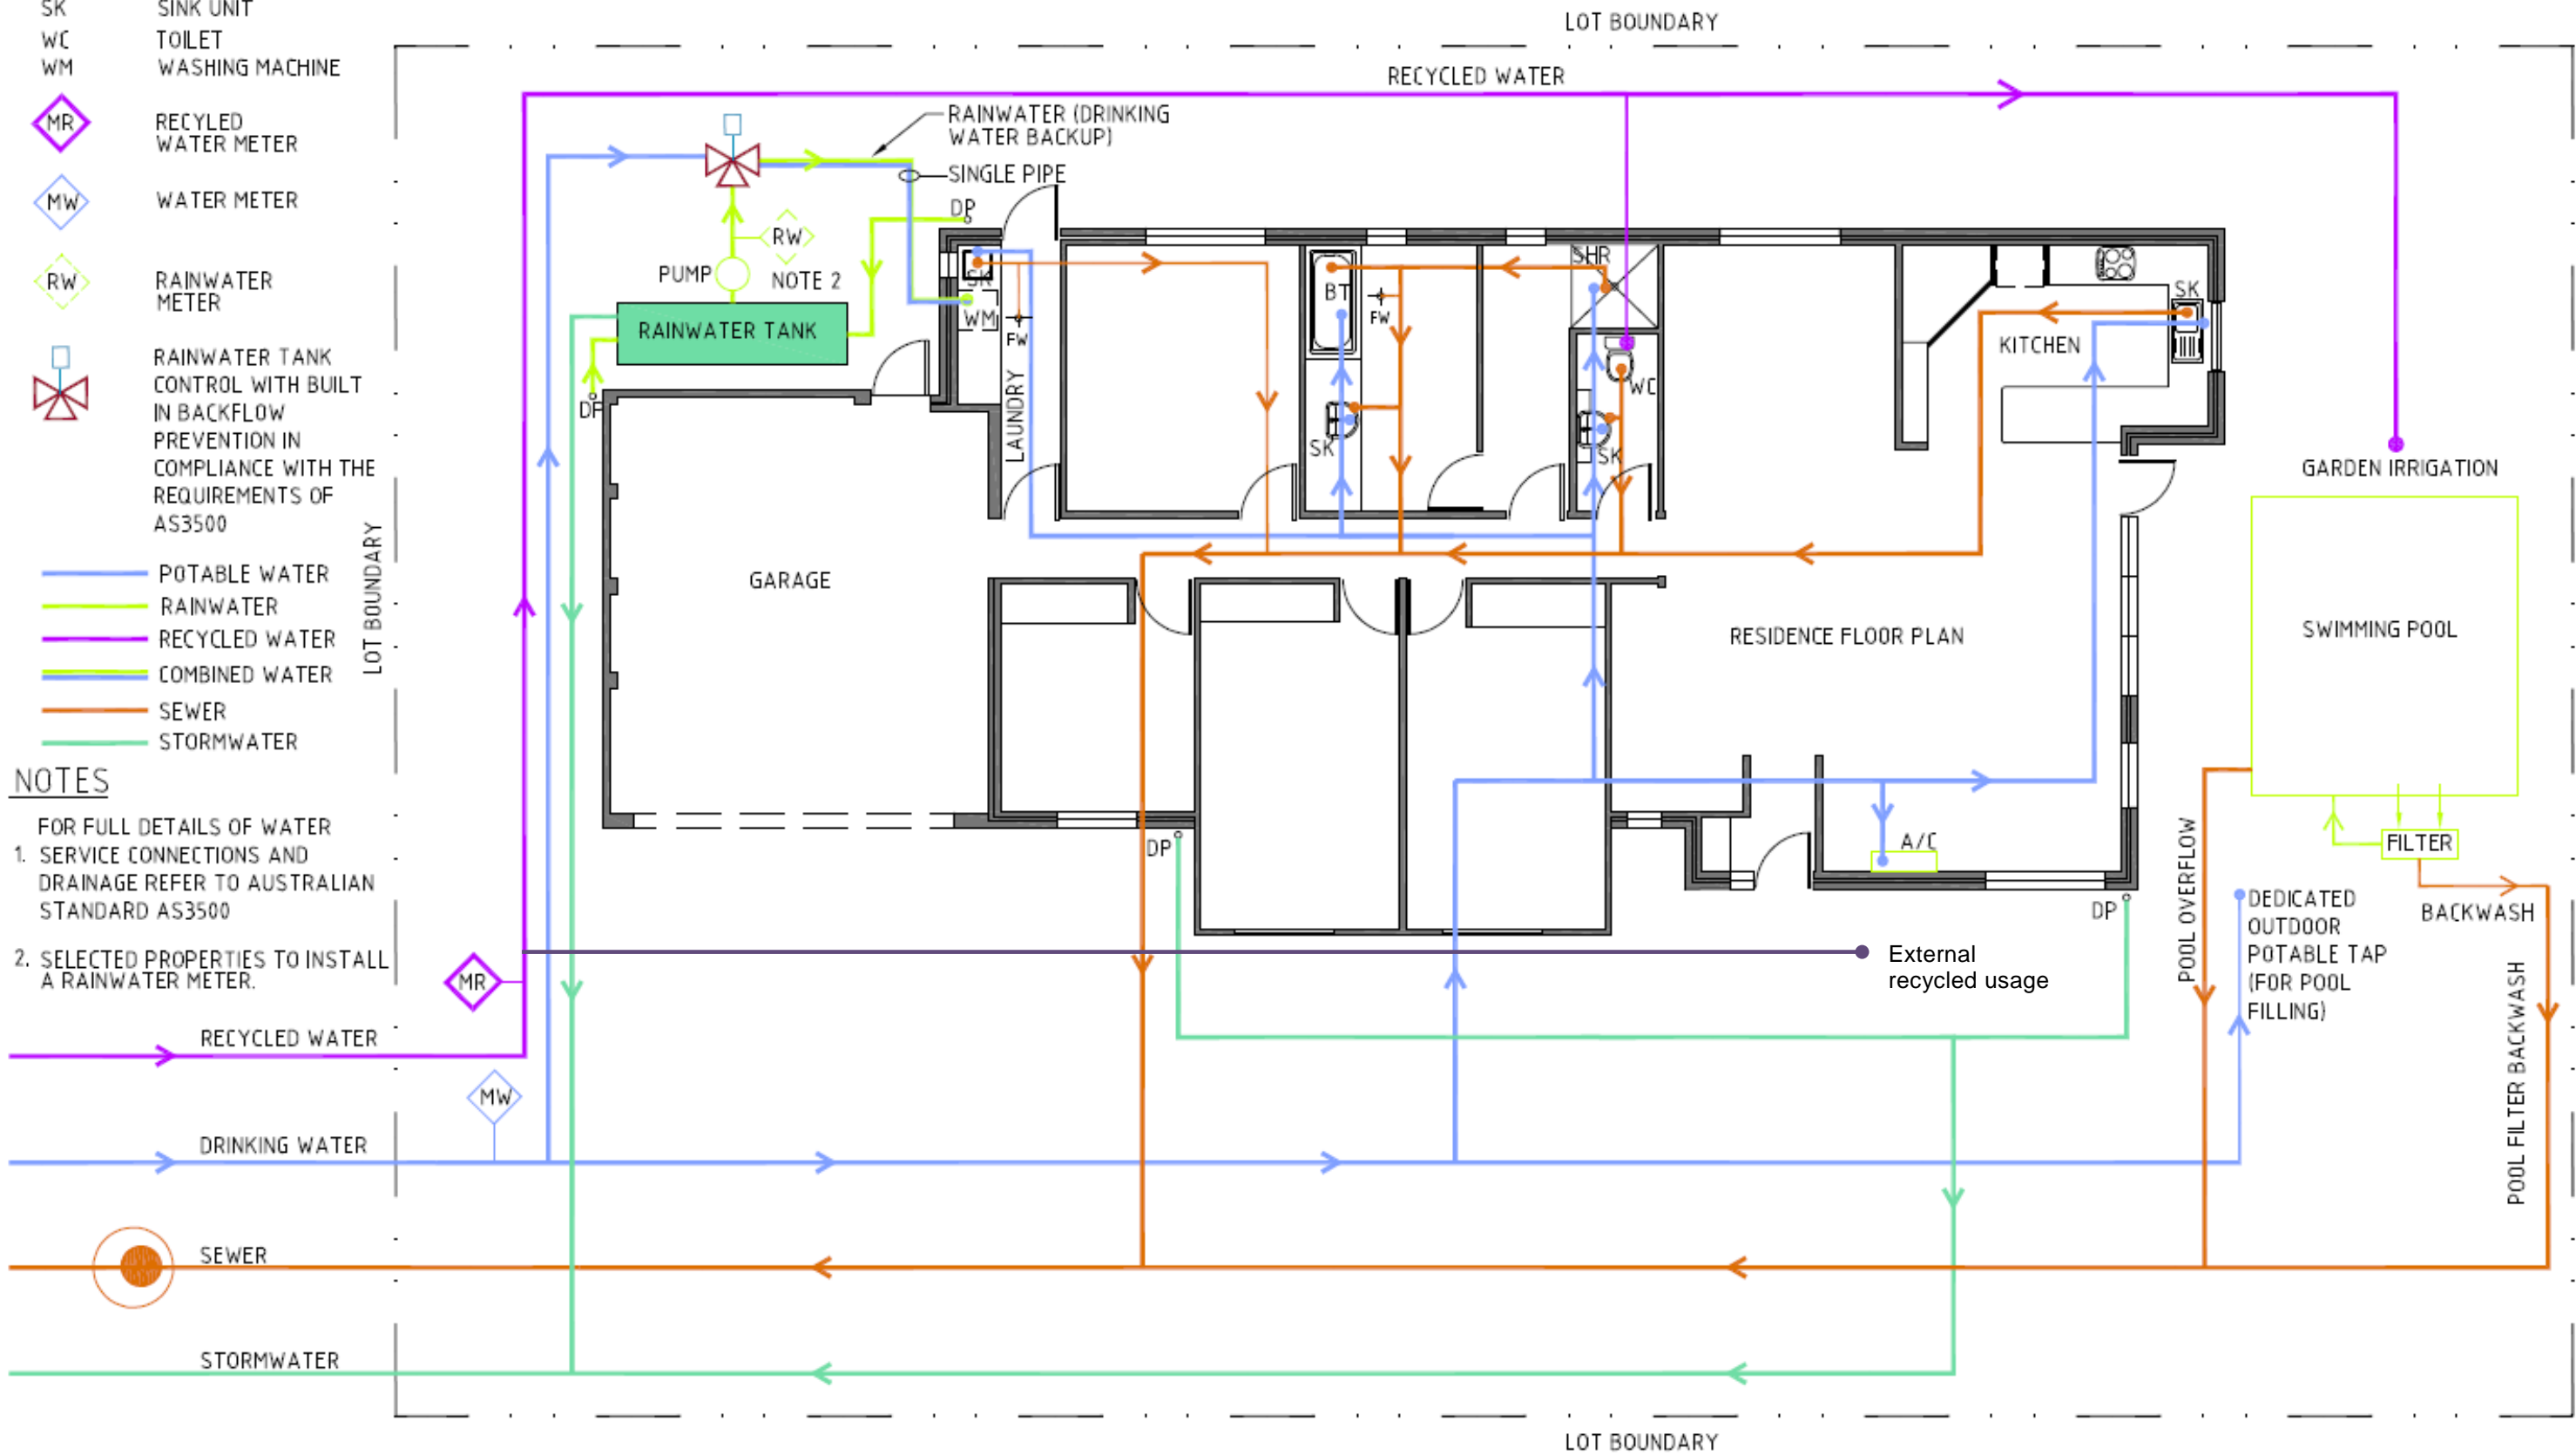 SK SINK UNIT
WC TOILET
WM WASHING MACHINE
MR RECYLED
WATER METER
MW WATER METER
RW RAINWATER
METER
RAINWATER TANK
CONTROL WITH BUILT
IN BACKFLOW
PREVENTION IN
COMPLIANCE WITH THE
REQUIREMENTS OF
AS3500
POTABLE WATER
RAINWATER
RECYCLED WATER
COMBINED WATER
SEWER
STORMWATER
NOTES
FOR FULL DETAILS OF WATER
1. SERVICE CONNECTIONS AND
DRAINAGE REFER TO AUSTRALIAN
STANDARD AS3500
2. SELECTED PROPERTIES TO INSTALL
A RAINWATER METER.
LOT BOUNDARY
LOT BOUNDARY
RECYCLED WATER
RAINWATER (DRINKING
WATER BACKUP)
SINGLE PIPE
DP
RW
PUMP
NOTE 2
RAINWATER TANK
DP
SK
WM
FW
LAUNDRY
BT
FW
SK
SHR
WC
SK
SK
KITCHEN
GARDEN IRRIGATION
GARAGE
RESIDENCE FLOOR PLAN
SWIMMING POOL
A/C
FILTER
DP
DP
POOL OVERFLOW
BACKWASH
DEDICATED
OUTDOOR
POTABLE TAP
(FOR POOL
FILLING)
POOL FILTER BACKWASH
External
recycled usage
MR
RECYCLED WATER
MW
DRINKING WATER
SEWER
STORMWATER
LOT BOUNDARY